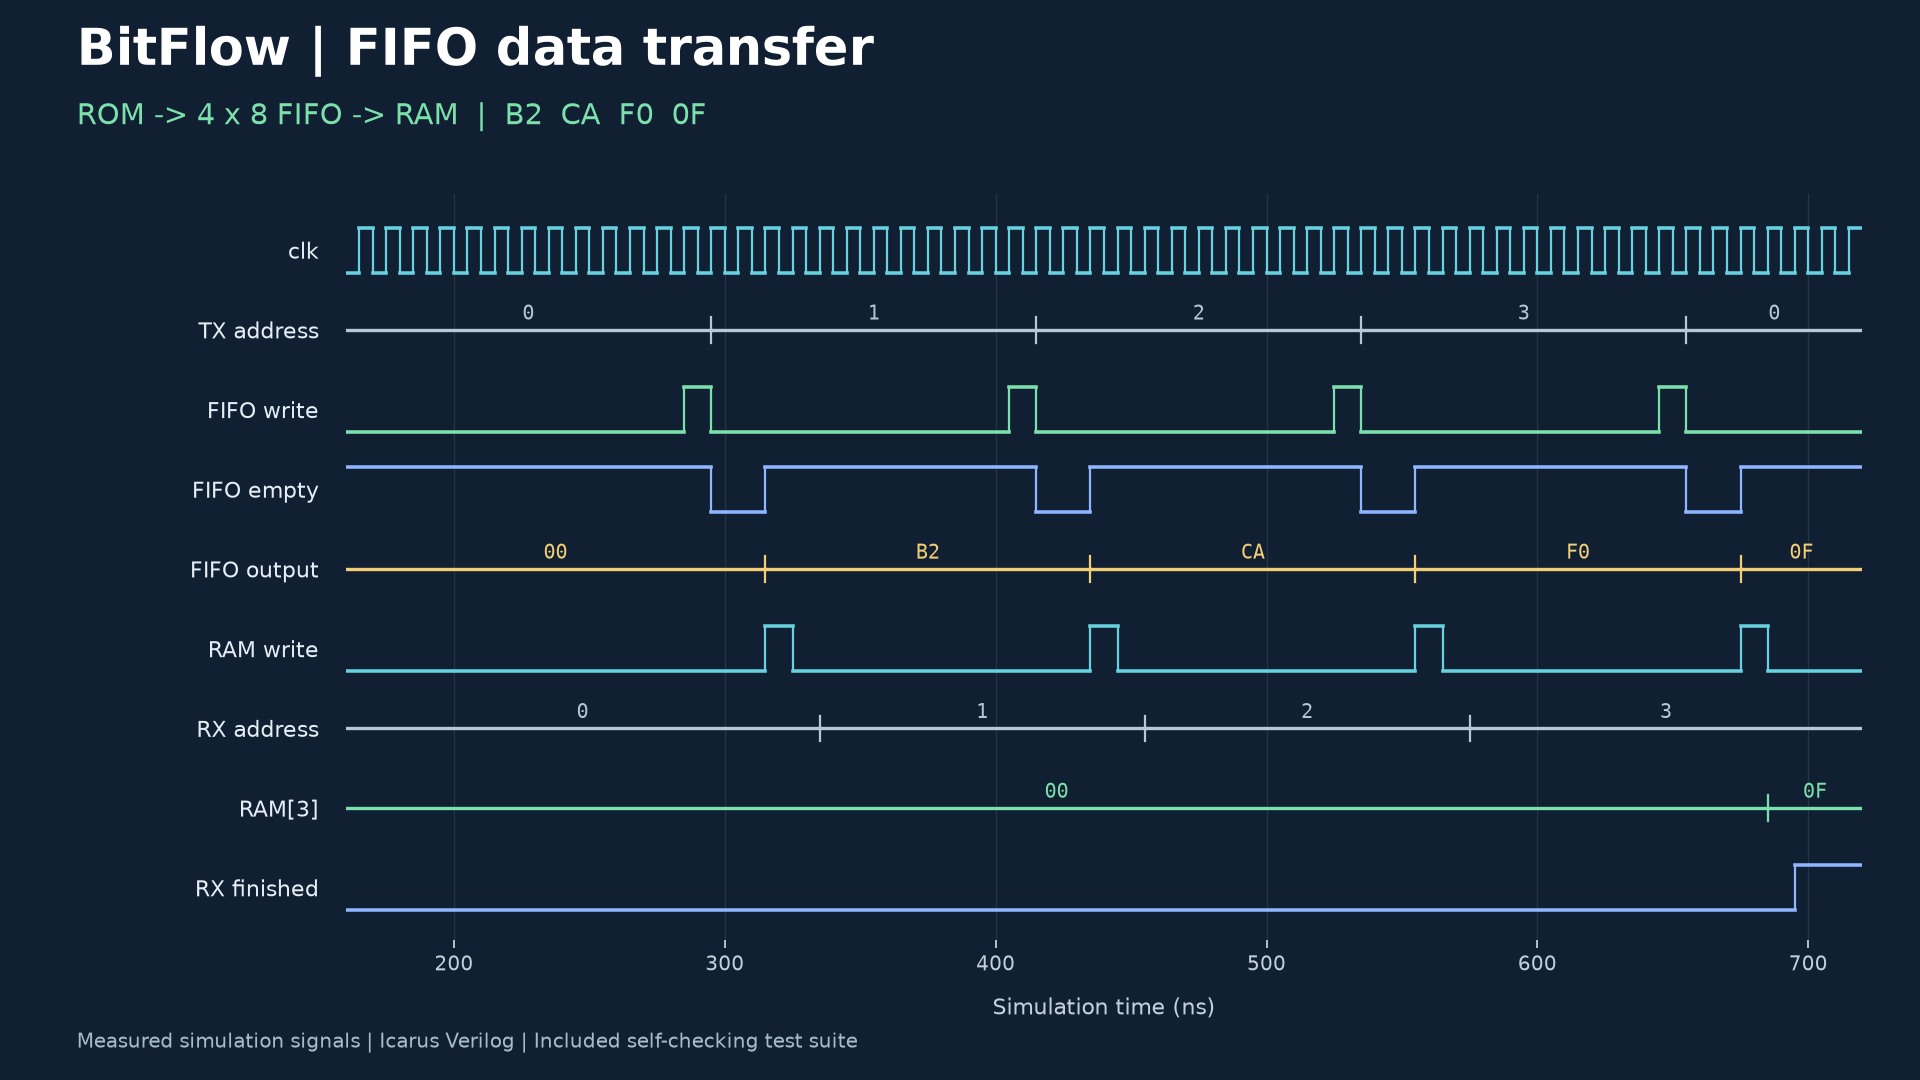 BitFlow | FIFO data transfer
ROM -> 4 x 8 FIFO -> RAM | B2 CA F0 0F
clk
TX address 0 1 2 3 0
FIFO write
FIFO empty
FIFO output 00 B2 CA F0 0F
RAM write
RX address 0 1 2 3
RAM[3] 00 0F
RX finished
200 300 400 500 600 700
Simulation time (ns)
Measured simulation signals | Icarus Verilog | Included self-checking test suite